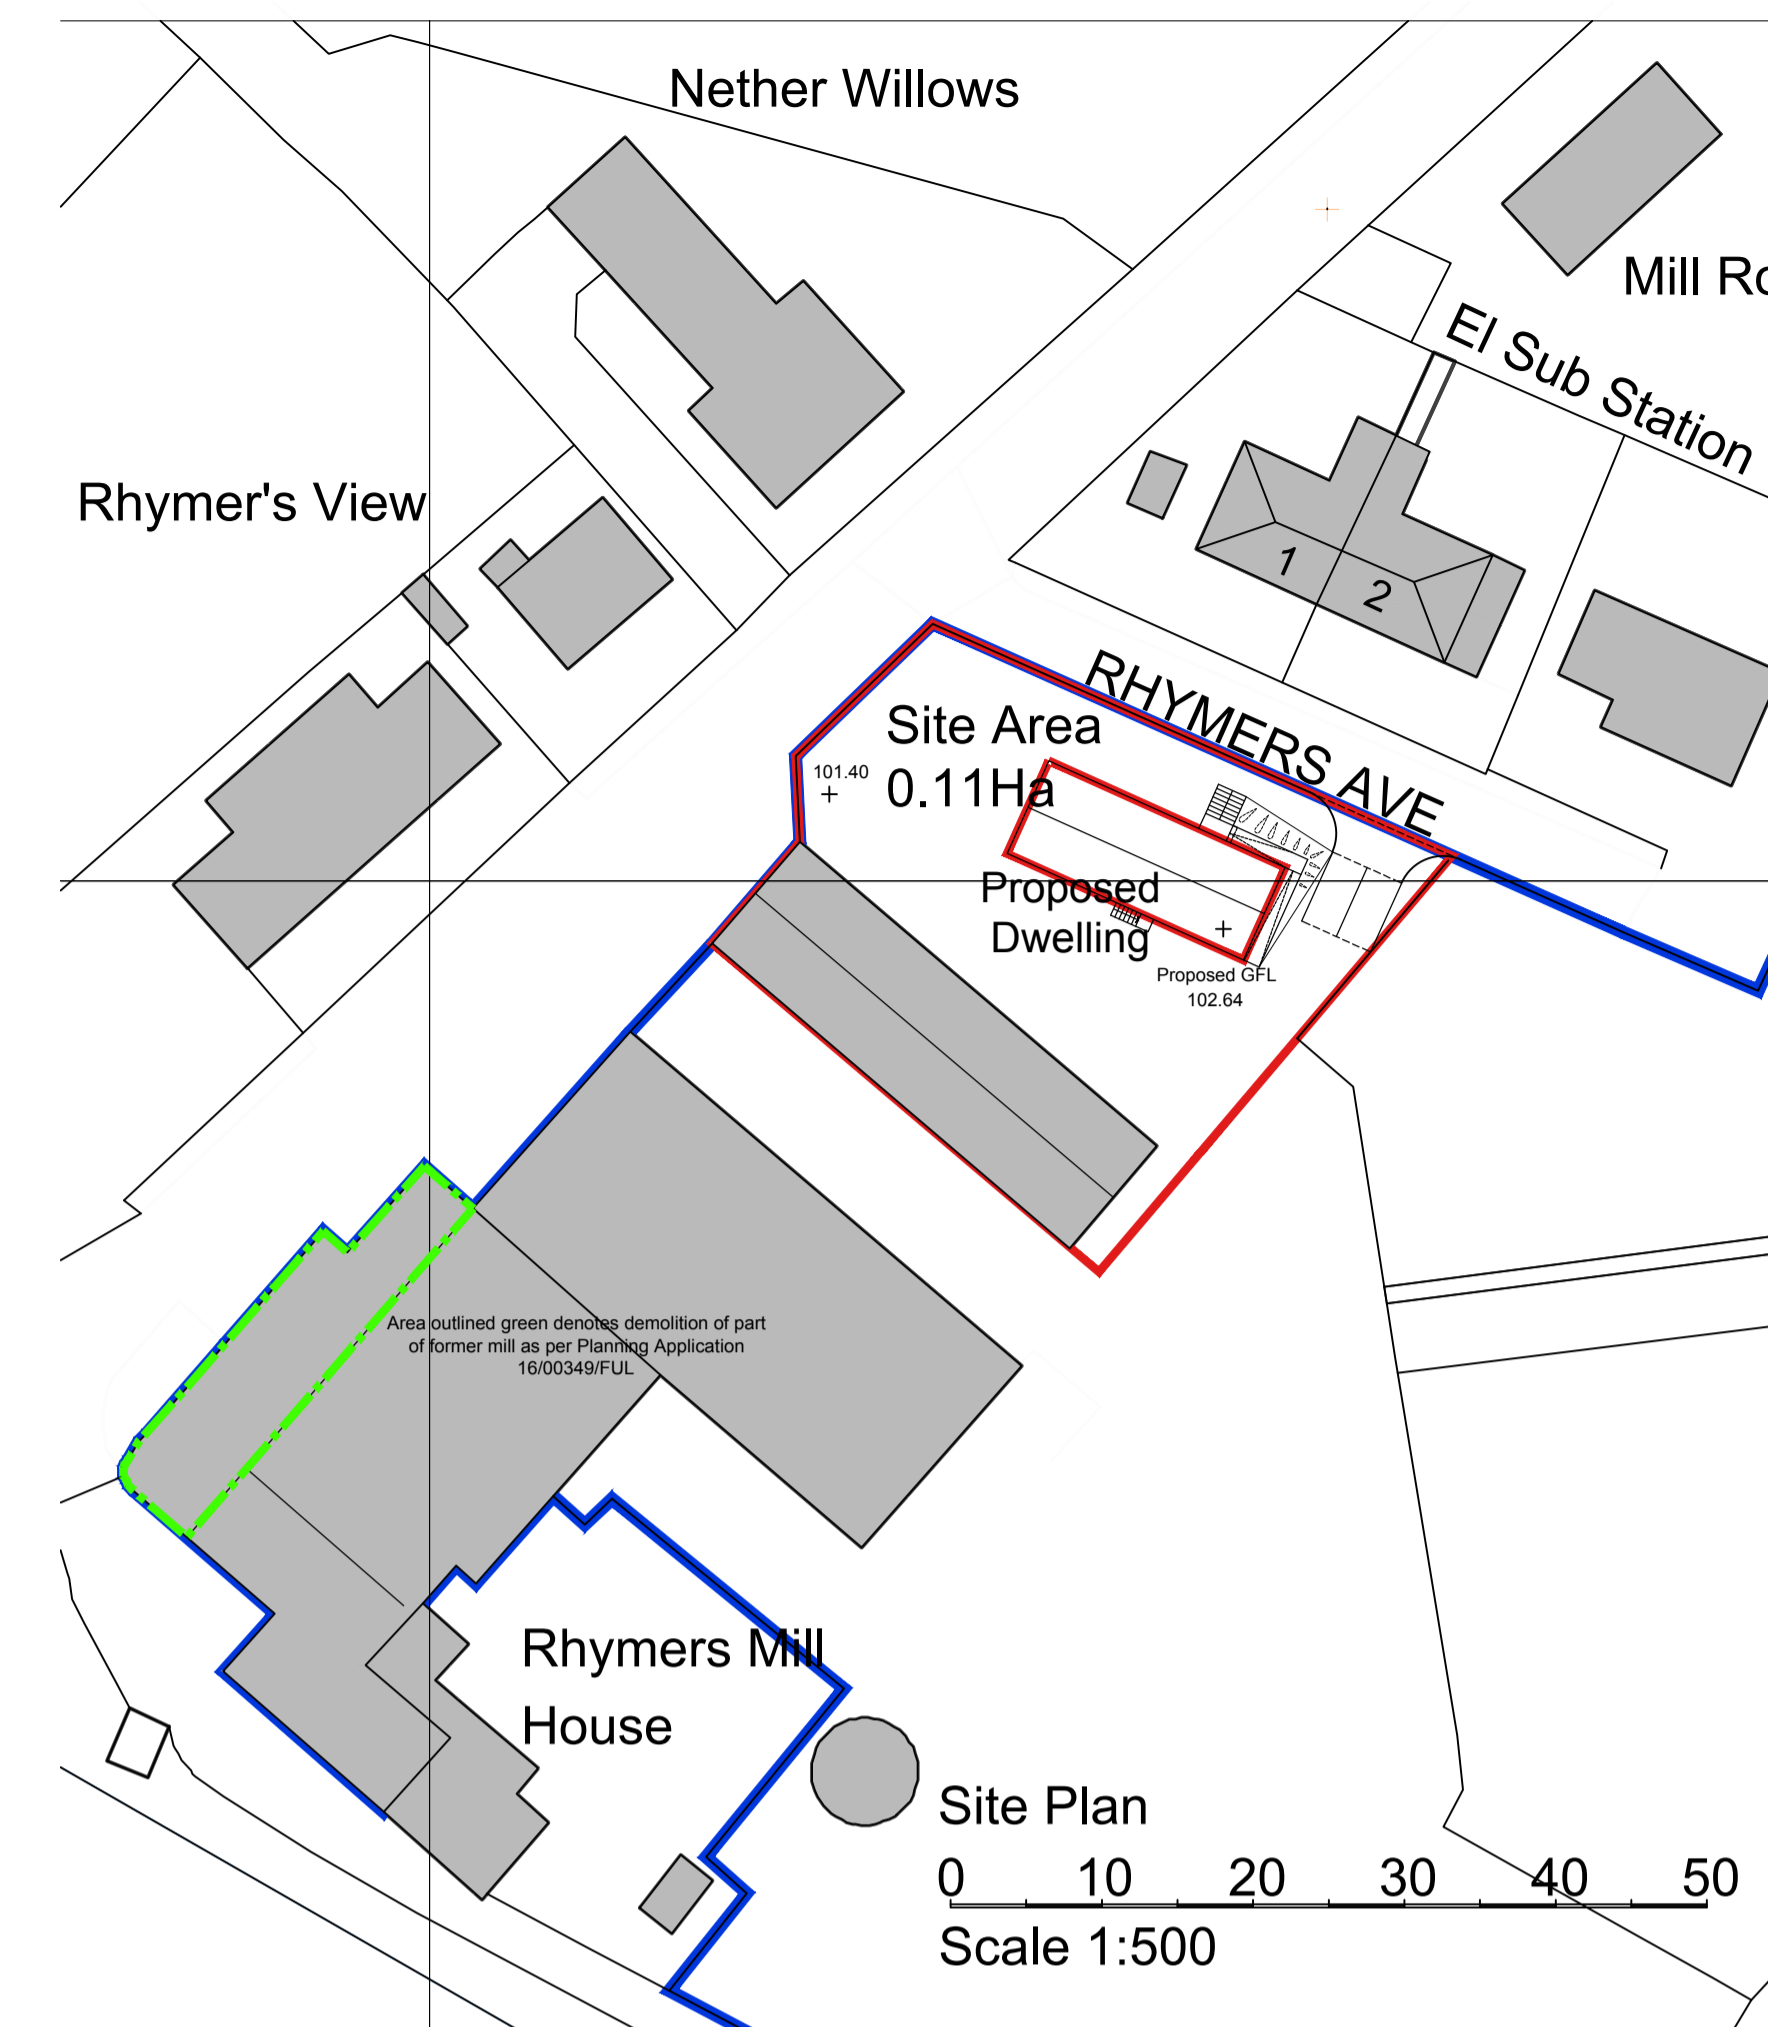 Nether Willows
Mill Ro
El Sub Station
Rhymer's View
1
2
RHYMERS AVE
Site Area
0.11Ha
101.40
Proposed
Dwelling
Proposed GFL
102.64
Area outlined green denotes demolition of part
of former mill as per Planning Application
16/00349/FUL
Rhymers Mill
House
Site Plan
0 10 20 30 40 50
Scale 1:500